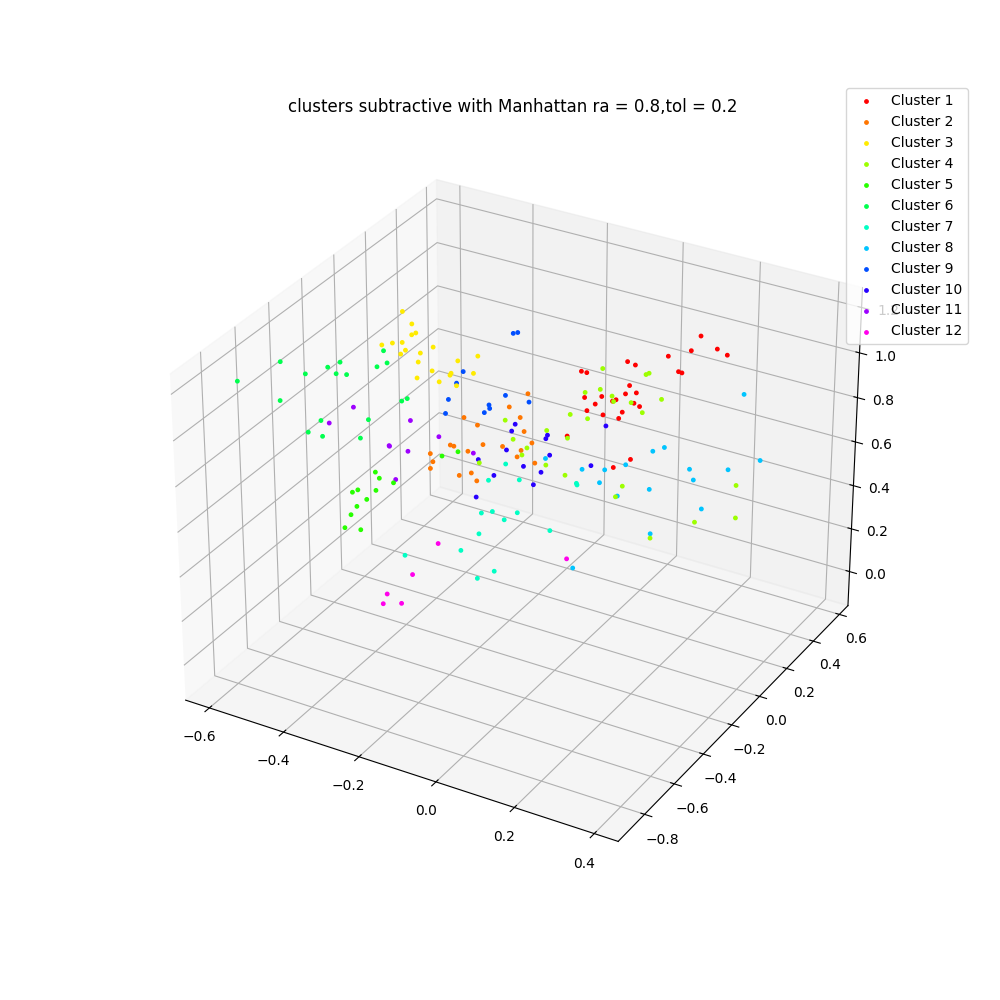 clusters subtractive with Manhattan ra = 0.8,tol = 0.2
Cluster 1
Cluster 2
Cluster 3
Cluster 4
Cluster 5
Cluster 6
Cluster 7
Cluster 8
Cluster 9
Cluster 10
Cluster 11
Cluster 12
1.0
0.8
0.6
0.4
0.2
0.0
0.6
0.4
0.2
0.0
−0.2
−0.4
−0.6
−0.8
−0.6
−0.4
−0.2
0.0
0.2
0.4